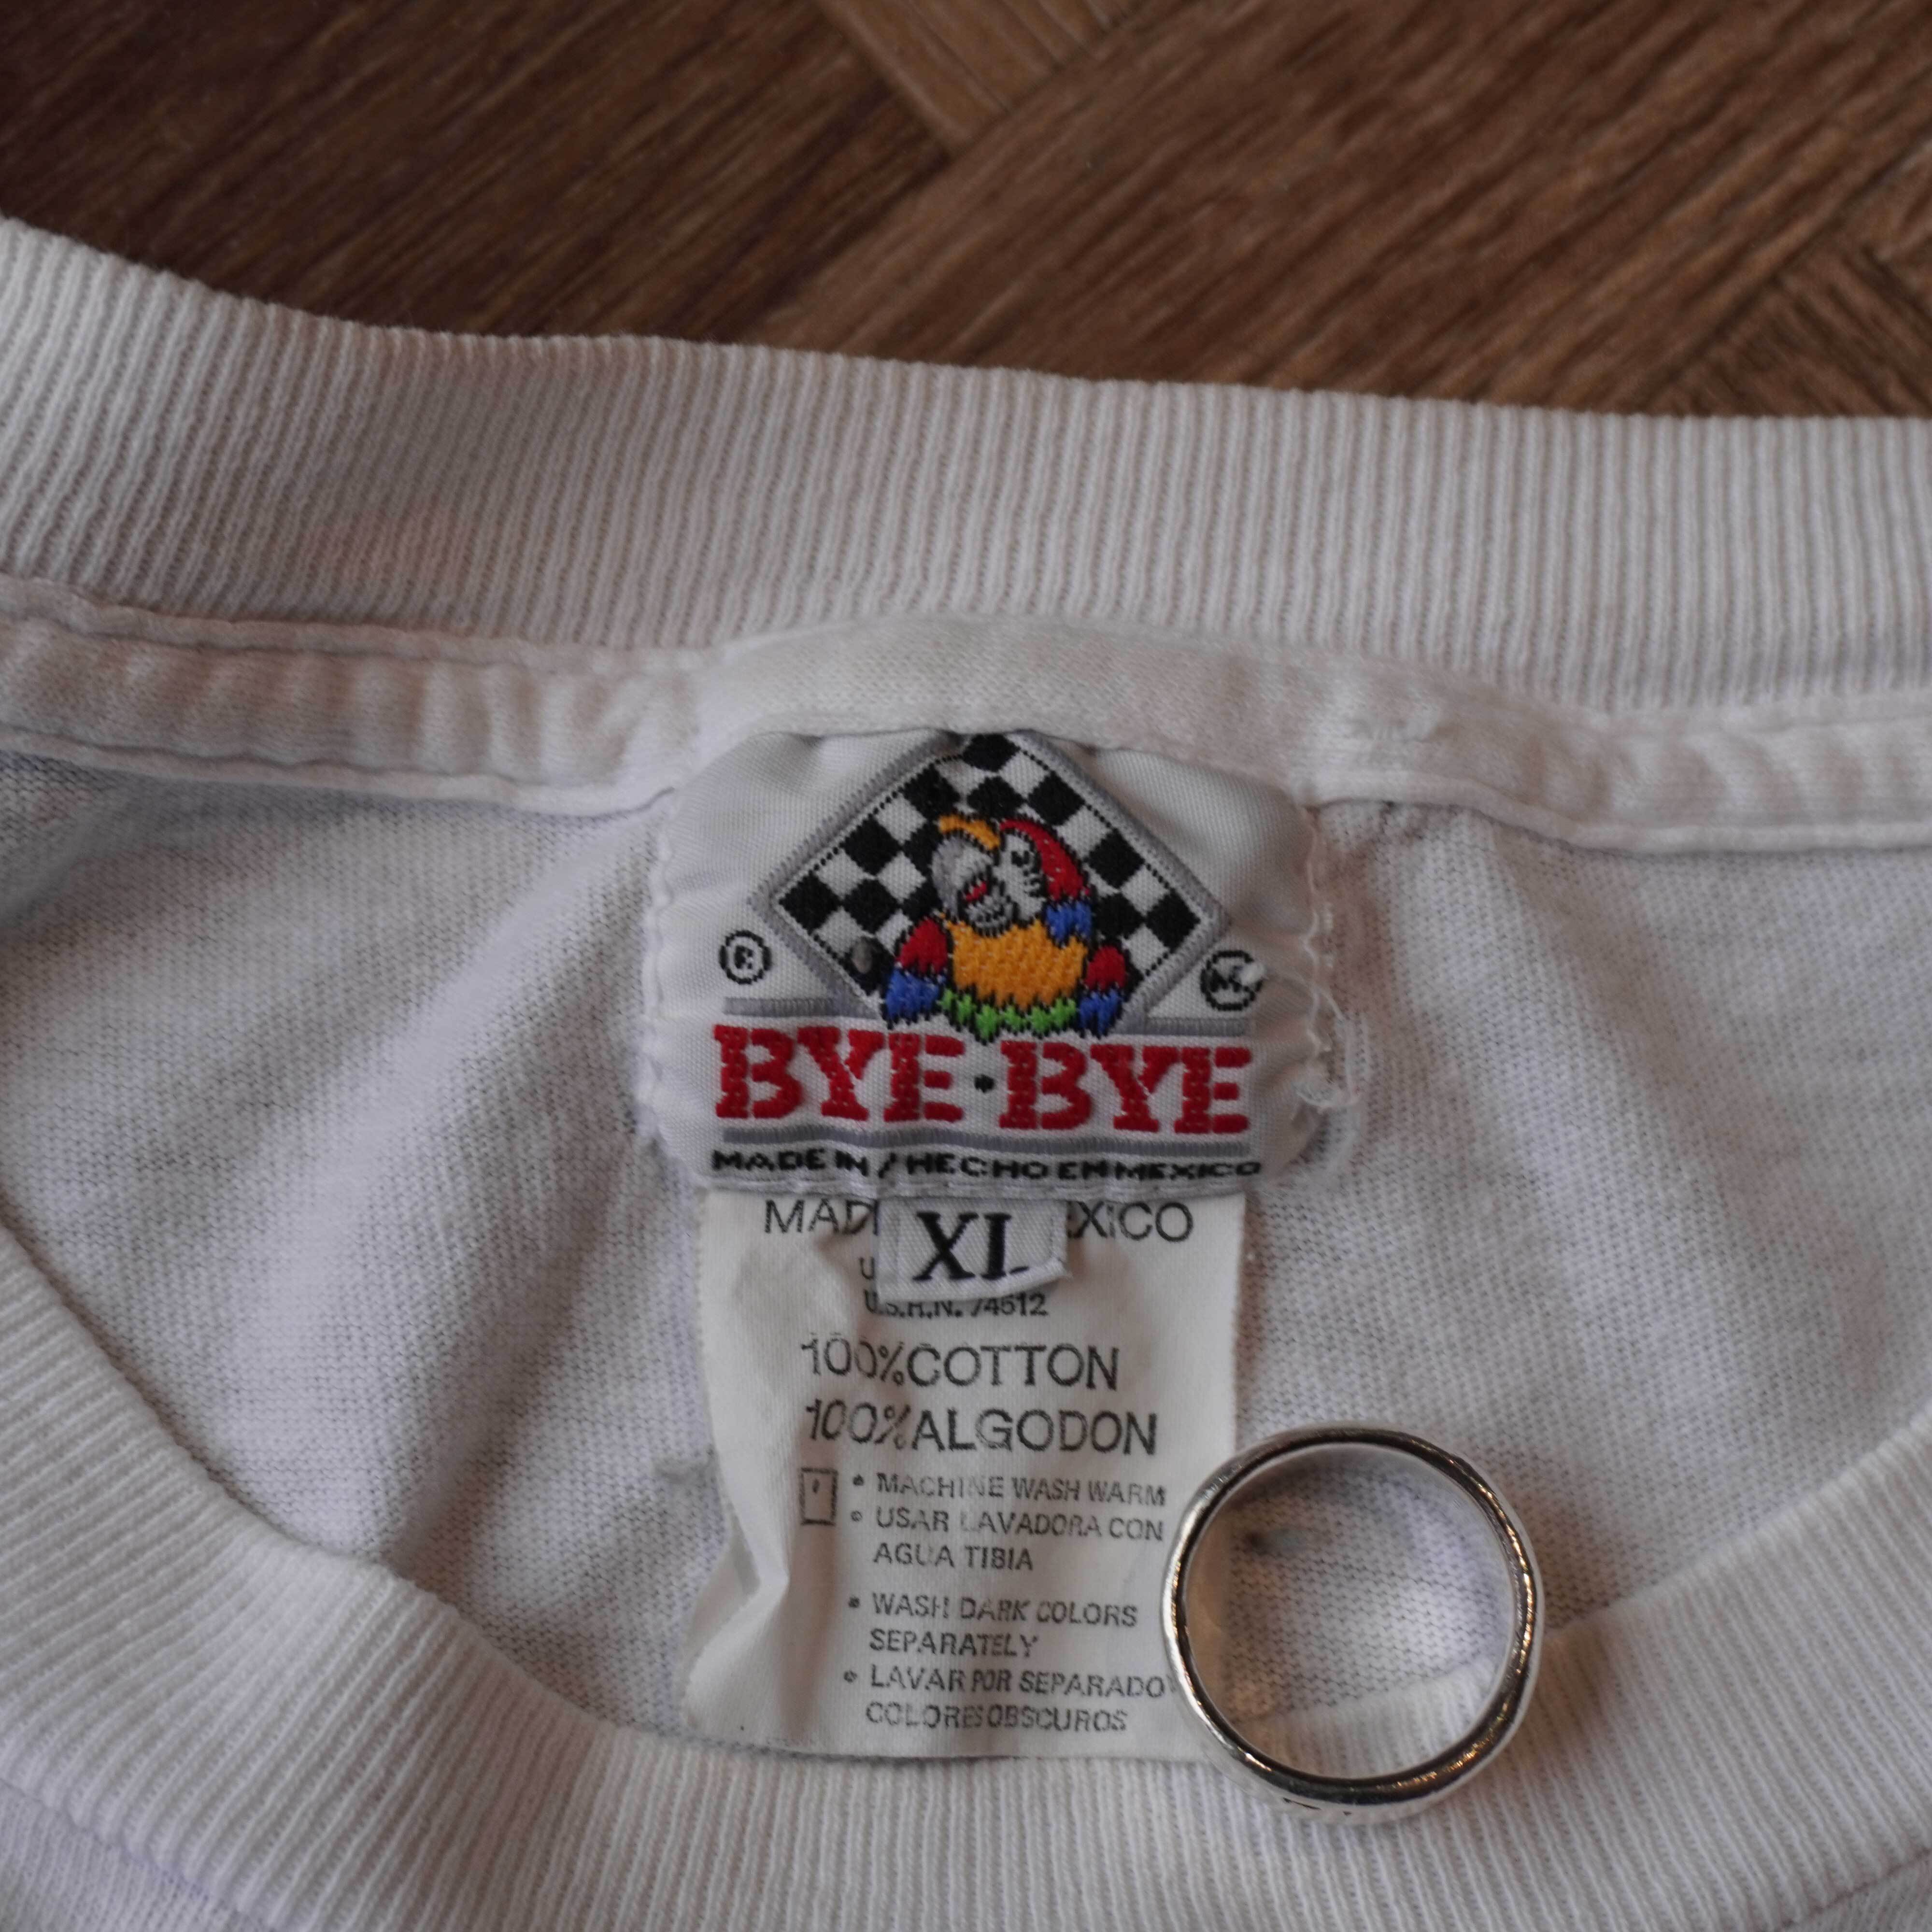 ®
BYE·BYE
MADE IN / HECHO EN MEXICO
XL
100% COTTON
100% ALGODON
• MACHINE WASH WARM
• USAR LAVADORA CON
AGUA TIBIA
• WASH DARK COLORS
SEPARATELY
• LAVAR POR SEPARADO
COLORES OBSCUROS